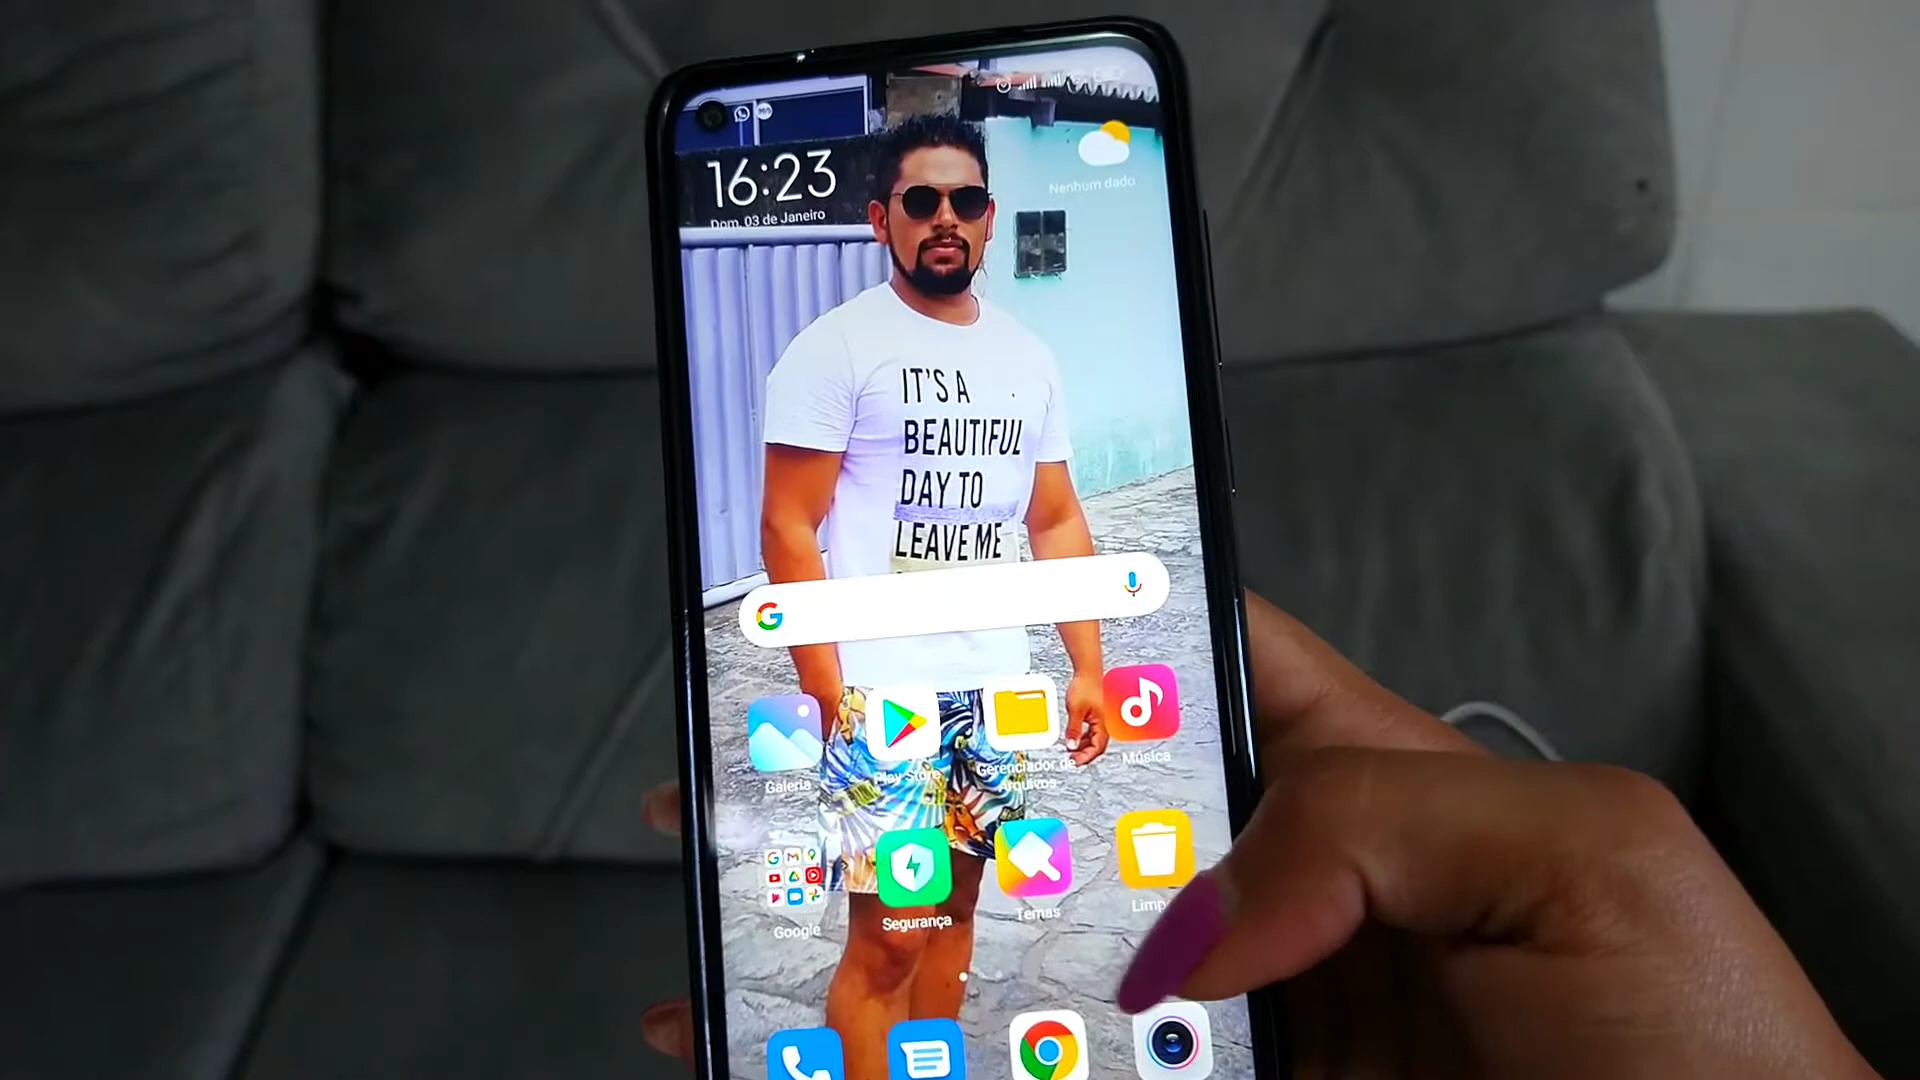 16:23
Dom, 03 de Janeiro
Nenhum dado
IT'S A
BEAUTIFUL
DAY TO
LEAVE ME
Galeria
Play Store
Gerenciador de
Arquivos
Música
Google
Segurança
Temas